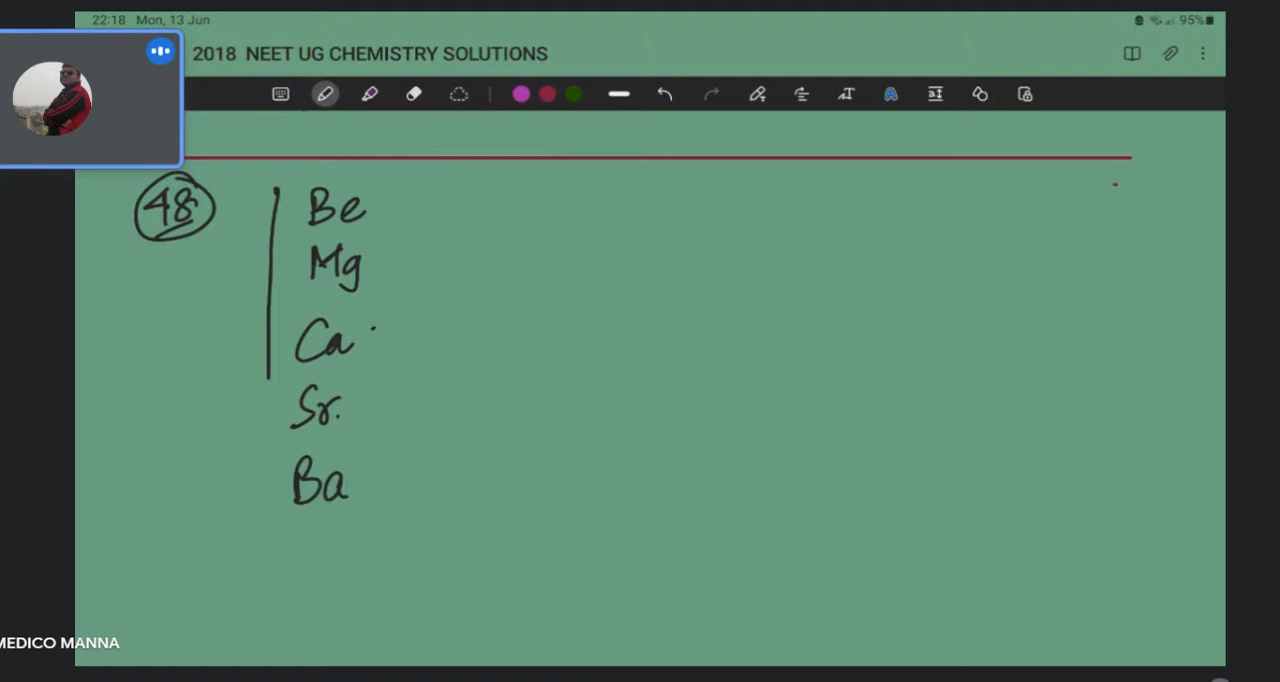 22:18 Mon, 13 Jun 95%
2018 NEET UG CHEMISTRY SOLUTIONS
48 Be
Mg
Ca
Sr.
Ba
MEDICO MANNA